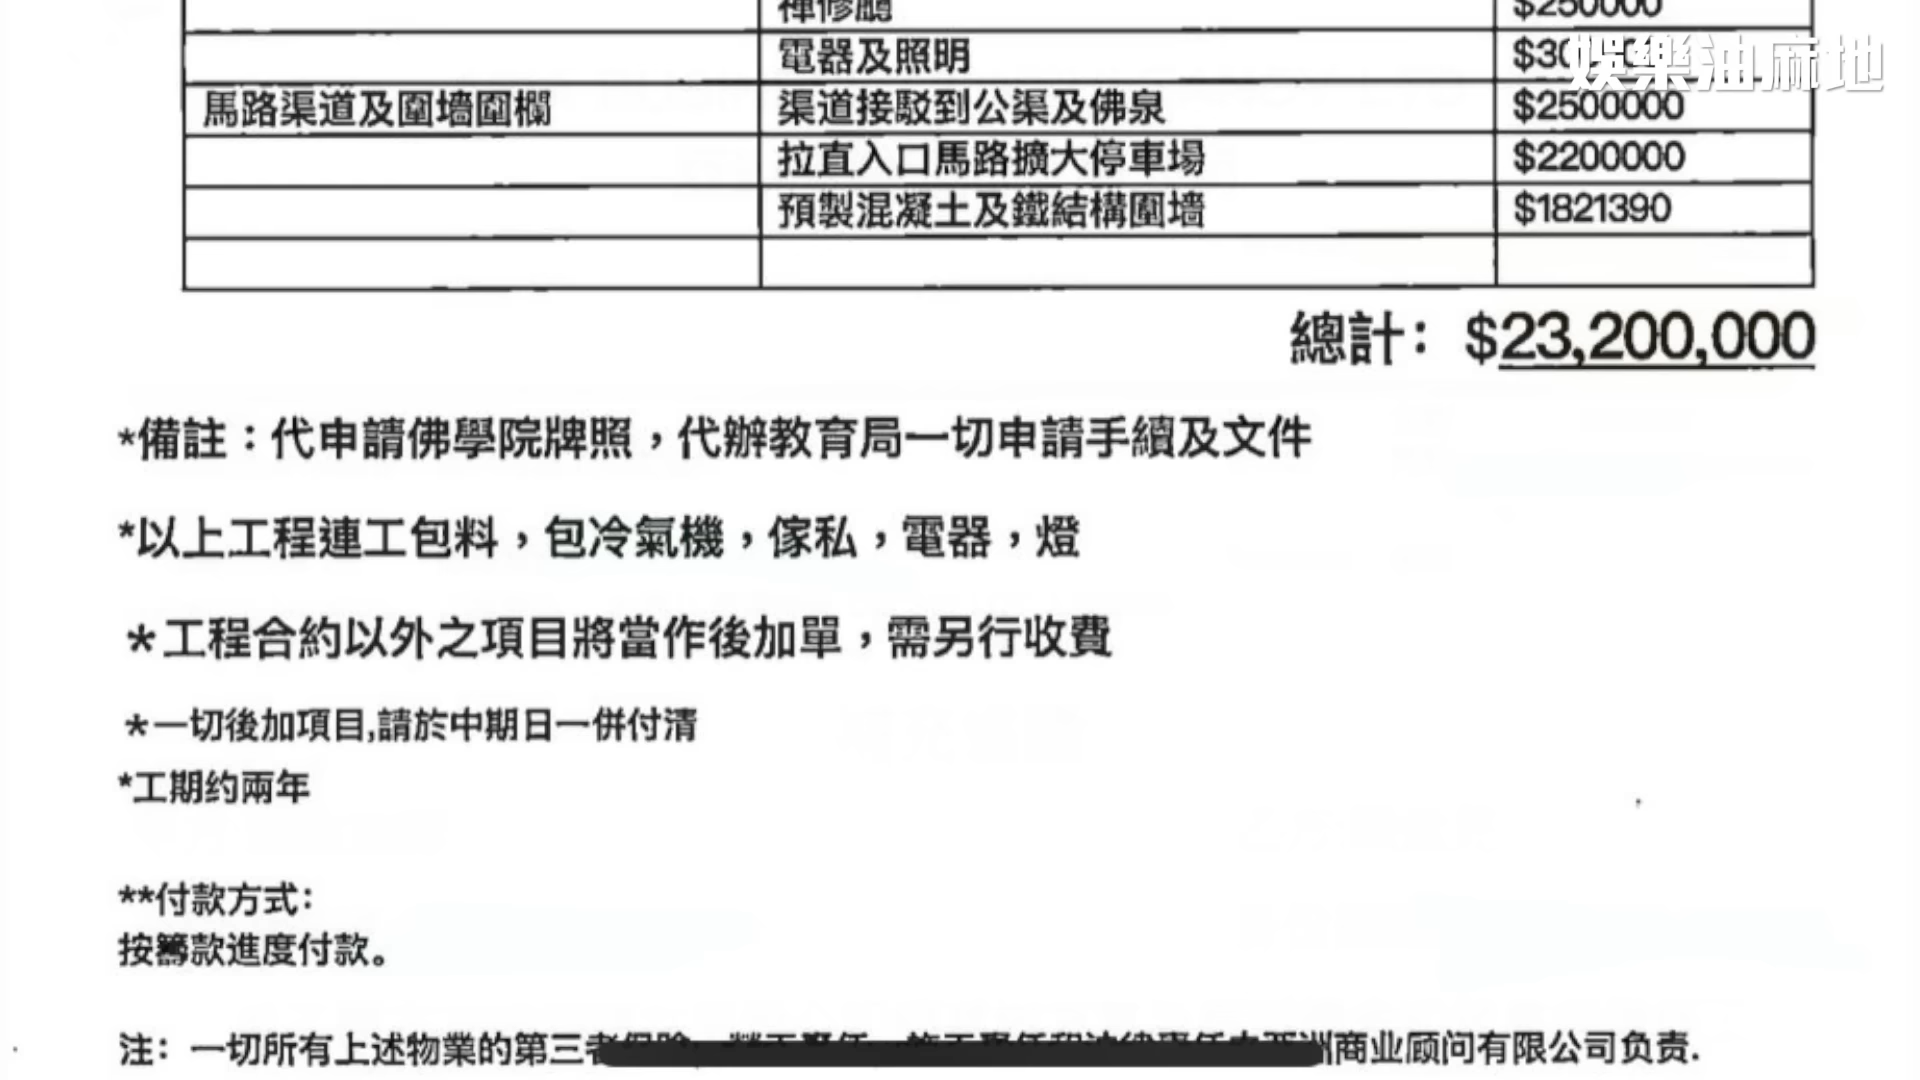 禪修廳 $250000
電器及照明 $30
娛樂油麻地
馬路渠道及圍墻圍欄 渠道接駁到公渠及佛泉 $2500000
拉直入口馬路擴大停車場 $2200000
預製混凝土及鐵結構圍墻 $1821390
總計： $23,200,000
*備註：代申請佛學院牌照，代辦教育局一切申請手續及文件
*以上工程連工包料，包冷氣機，傢私，電器，燈
*工程合約以外之項目將當作後加單，需另行收費
*一切後加項目,請於中期日一併付清
*工期约兩年
**付款方式：
按籌款進度付款。
注：一切所有上述物業的第三者 洲商业顾问有限公司负责.